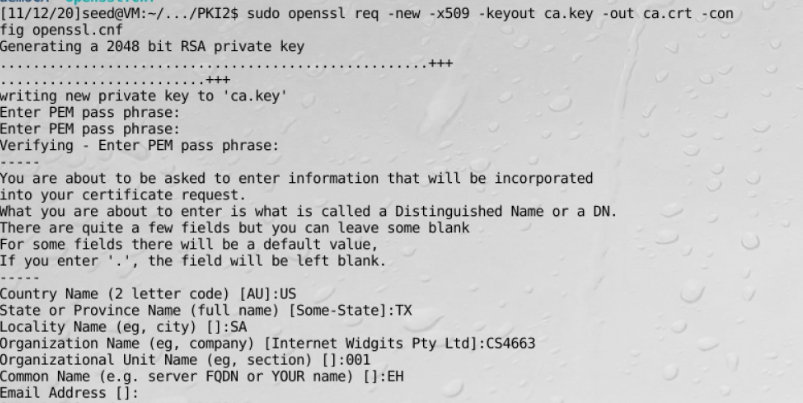 [11/12/20]seed@VM:~/.../PKI2$ sudo openssl req -new -x509 -keyout ca.key -out ca.crt -con
fig openssl.cnf
Generating a 2048 bit RSA private key
....................................................+++
.........................+++
writing new private key to 'ca.key'
Enter PEM pass phrase:
Enter PEM pass phrase:
Verifying - Enter PEM pass phrase:
-----
You are about to be asked to enter information that will be incorporated
into your certificate request.
What you are about to enter is what is called a Distinguished Name or a DN.
There are quite a few fields but you can leave some blank
For some fields there will be a default value,
If you enter '.', the field will be left blank.
-----
Country Name (2 letter code) [AU]:US
State or Province Name (full name) [Some-State]:TX
Locality Name (eg, city) []:SA
Organization Name (eg, company) [Internet Widgits Pty Ltd]:CS4663
Organizational Unit Name (eg, section) []:001
Common Name (e.g. server FQDN or YOUR name) []:EH
Email Address []: